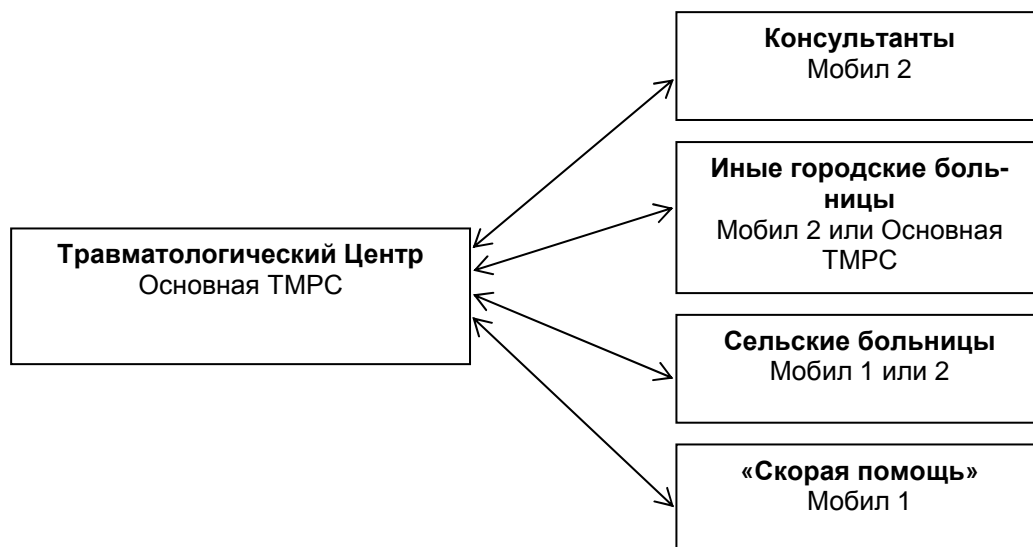 Консультанты
Мобил 2
Иные городские боль-
ницы
Мобил 2 или Основная
ТМРС
Травматологический Центр
Основная ТМРС
Сельские больницы
Мобил 1 или 2
«Скорая помощь»
Мобил 1